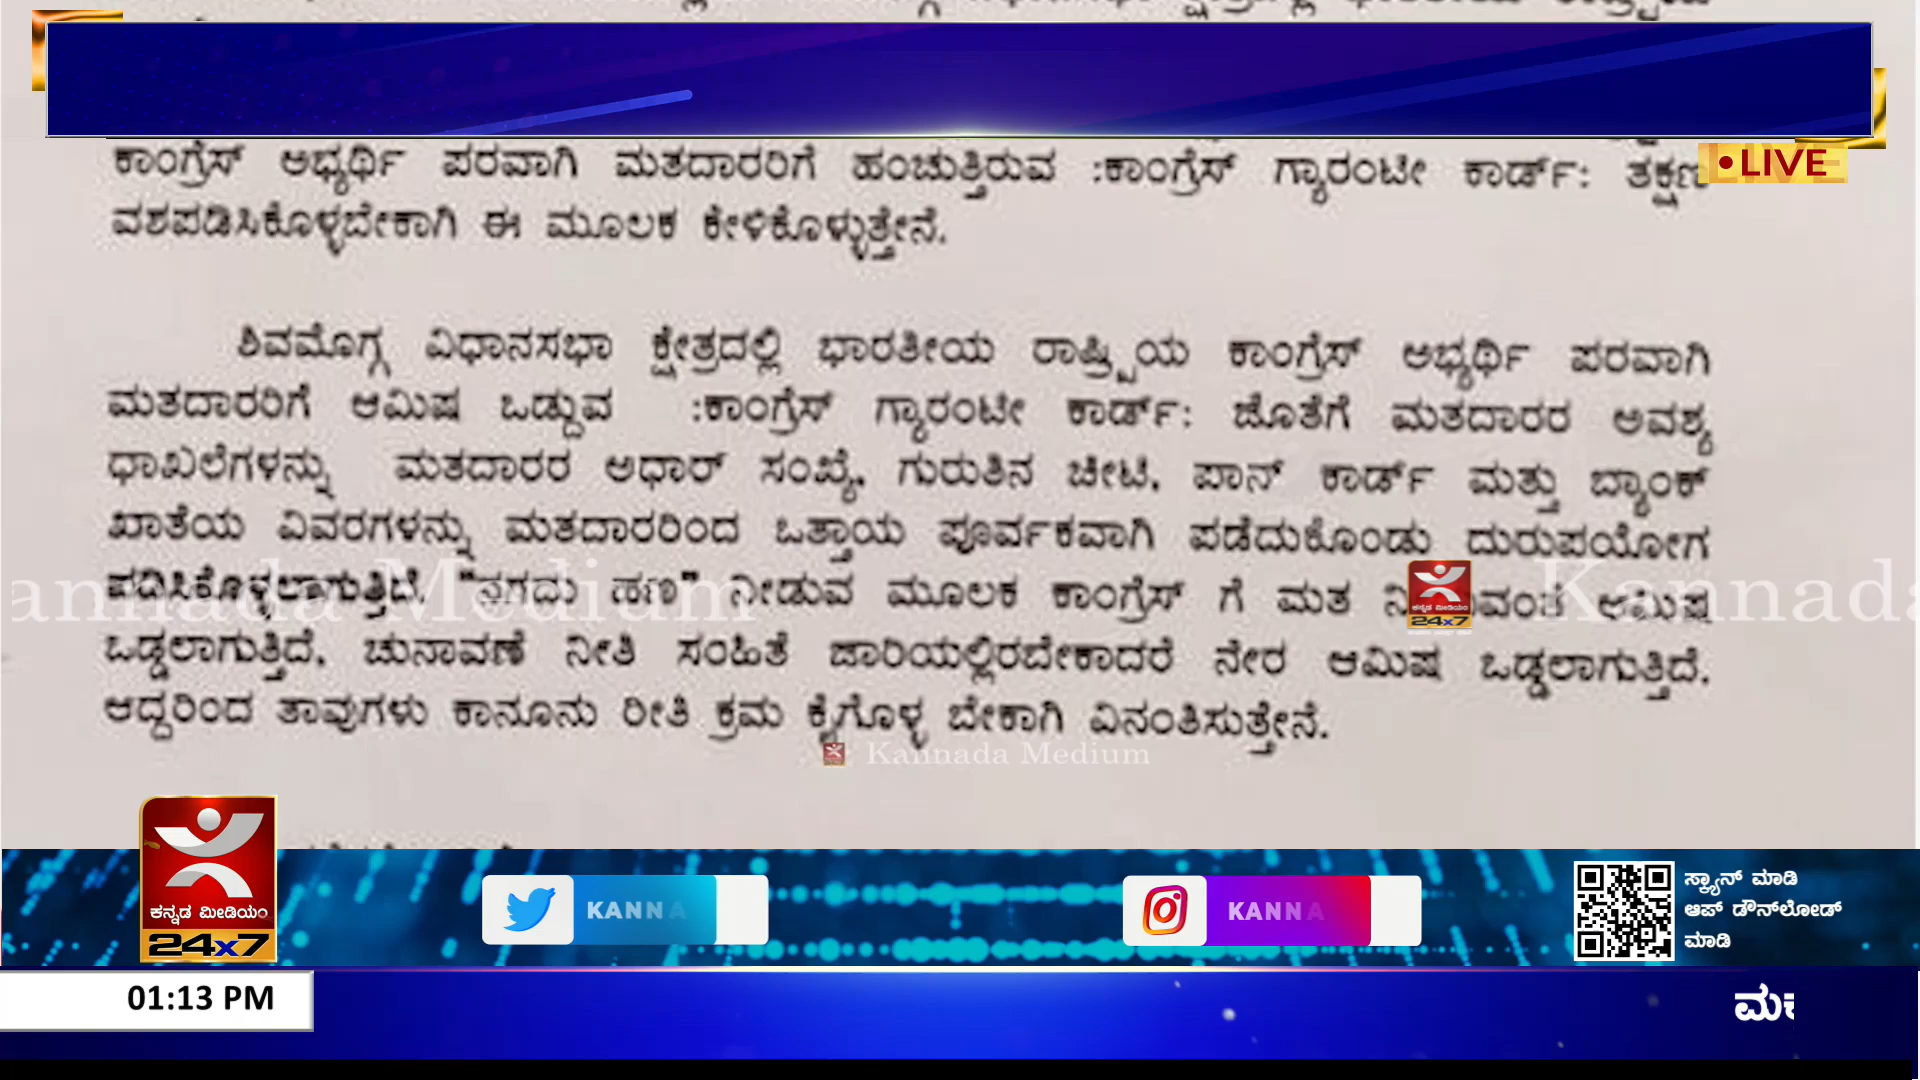 LIVE
ಕಾಂಗ್ರೆಸ್ ಅಭ್ಯರ್ಥಿ ಪರವಾಗಿ ಮತದಾರರಿಗೆ ಹಂಚುತ್ತಿರುವ :ಕಾಂಗ್ರೆಸ್ ಗ್ಯಾರಂಟೀ ಕಾರ್ಡ್: ತಕ್ಷಣ
ವಶಪಡಿಸಿಕೊಳ್ಳಬೇಕಾಗಿ ಈ ಮೂಲಕ ಕೇಳಿಕೊಳ್ಳುತ್ತೇನೆ.
ಶಿವಮೊಗ್ಗ ವಿಧಾನಸಭಾ ಕ್ಷೇತ್ರದಲ್ಲಿ ಭಾರತೀಯ ರಾಷ್ಟ್ರಿಯ ಕಾಂಗ್ರೆಸ್ ಅಭ್ಯರ್ಥಿ ಪರವಾಗಿ
ಮತದಾರರಿಗೆ ಆಮಿಷ ಒಡ್ಡುವ :ಕಾಂಗ್ರೆಸ್ ಗ್ಯಾರಂಟೀ ಕಾರ್ಡ್: ಜೊತೆಗೆ ಮತದಾರರ ಅವಶ್ಯ
ಧಾಖಲೆಗಳನ್ನು ಮತದಾರರ ಅಧಾರ್ ಸಂಖ್ಯೆ, ಗುರುತಿನ ಚೀಟಿ, ಪಾನ್ ಕಾರ್ಡ್ ಮತ್ತು ಬ್ಯಾಂಕ್
ಖಾತೆಯ ವಿವರಗಳನ್ನು ಮತದಾರರಿಂದ ಒತ್ತಾಯ ಪೂರ್ವಕವಾಗಿ ಪಡೆದುಕೊಂಡು ದುರುಪಯೋಗ
ಪಡಿಸಿಕೊಳ್ಳಲಾಗುತ್ತಿದೆ, "ನಗದು ಹಣ" ನೀಡುವ ಮೂಲಕ ಕಾಂಗ್ರೆಸ್ ಗೆ ಮತ ಆಮಿಷ
ಒಡ್ಡಲಾಗುತ್ತಿದೆ, ಚುನಾವಣೆ ನೀತಿ ಸಂಹಿತೆ ಜಾರಿಯಲ್ಲಿರಬೇಕಾದರೆ ನೇರ ಆಮಿಷ ಒಡ್ಡಲಾಗುತ್ತಿದೆ.
ಆದ್ದರಿಂದ ತಾವುಗಳು ಕಾನೂನು ರೀತಿ ಕ್ರಮ ಕೈಗೊಳ್ಳ ಬೇಕಾಗಿ ವಿನಂತಿಸುತ್ತೇನೆ.
Kannada Medium
ಕನ್ನಡ ಮೀಡಿಯಂ
24x7
KANNA
KANNA
ಸ್ಕ್ಯಾನ್ ಮಾಡಿ
ಆಪ್ ಡೌನ್‌ಲೋಡ್
ಮಾಡಿ
01:13 PM